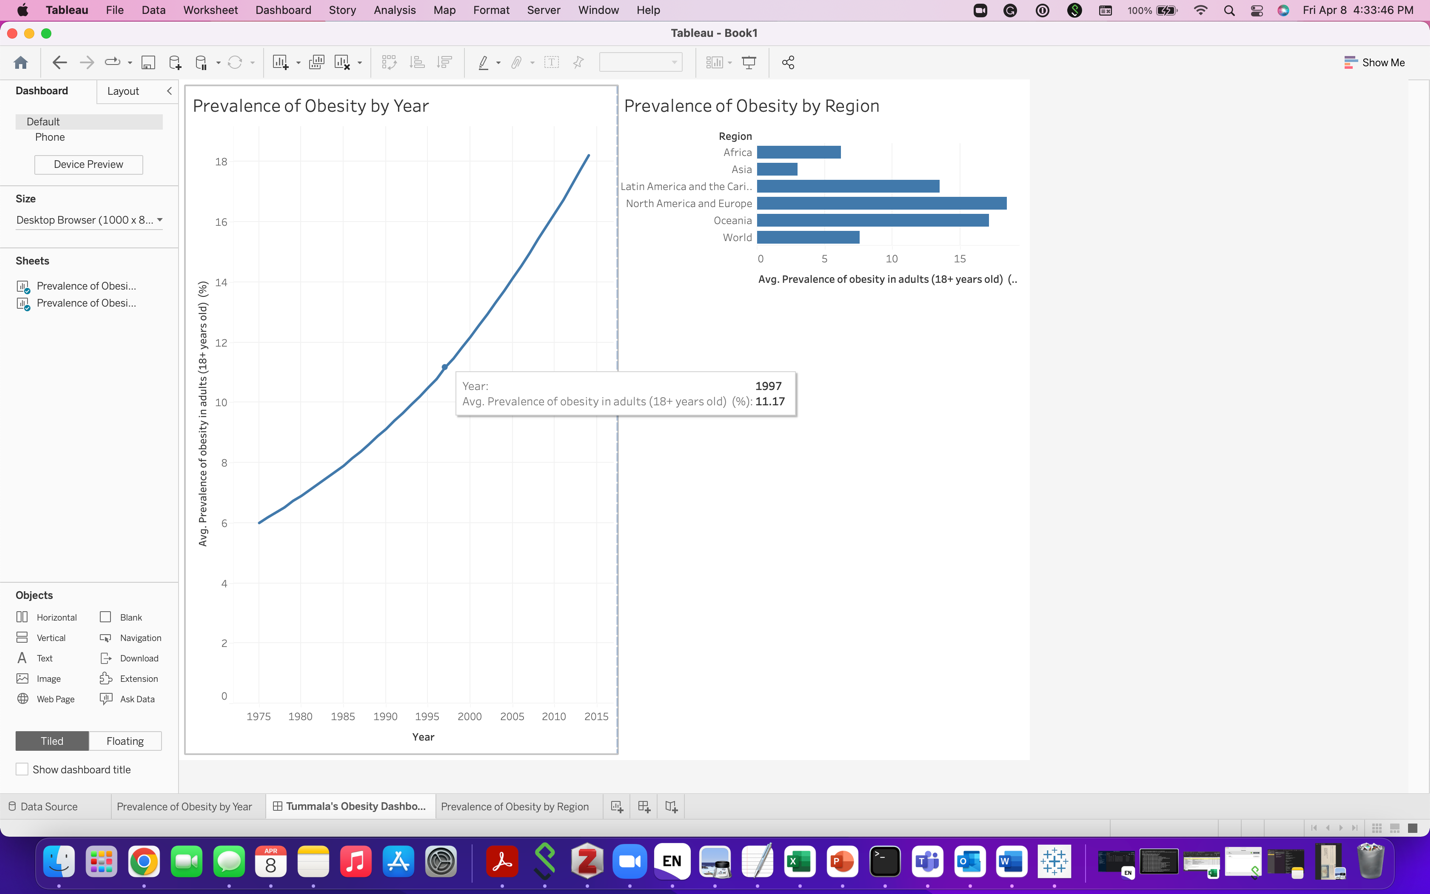 Tableau File Data Worksheet Dashboard Story Analysis Map Format Server Window Help 100% Fri Apr 8 4:33:46 PM
Tableau - Book1
Show Me
Dashboard Layout
Default
Phone
Device Preview
Size
Desktop Browser (1000 x 8...
Sheets
Prevalence of Obesi...
Prevalence of Obesi...
Objects
Horizontal Blank
Vertical Navigation
Text Download
Image Extension
Web Page Ask Data
Tiled Floating
Show dashboard title
Prevalence of Obesity by Year
Avg. Prevalence of obesity in adults (18+ years old) (%)
18
16
14
12
10
8
6
4
2
0
1975 1980 1985 1990 1995 2000 2005 2010 2015
Year
Year: 1997
Avg. Prevalence of obesity in adults (18+ years old) (%): 11.17
Prevalence of Obesity by Region
Region
Africa
Asia
Latin America and the Cari..
North America and Europe
Oceania
World
0 5 10 15
Avg. Prevalence of obesity in adults (18+ years old) (..
Data Source Prevalence of Obesity by Year Tummala's Obesity Dashbo... Prevalence of Obesity by Region
APR
8
EN